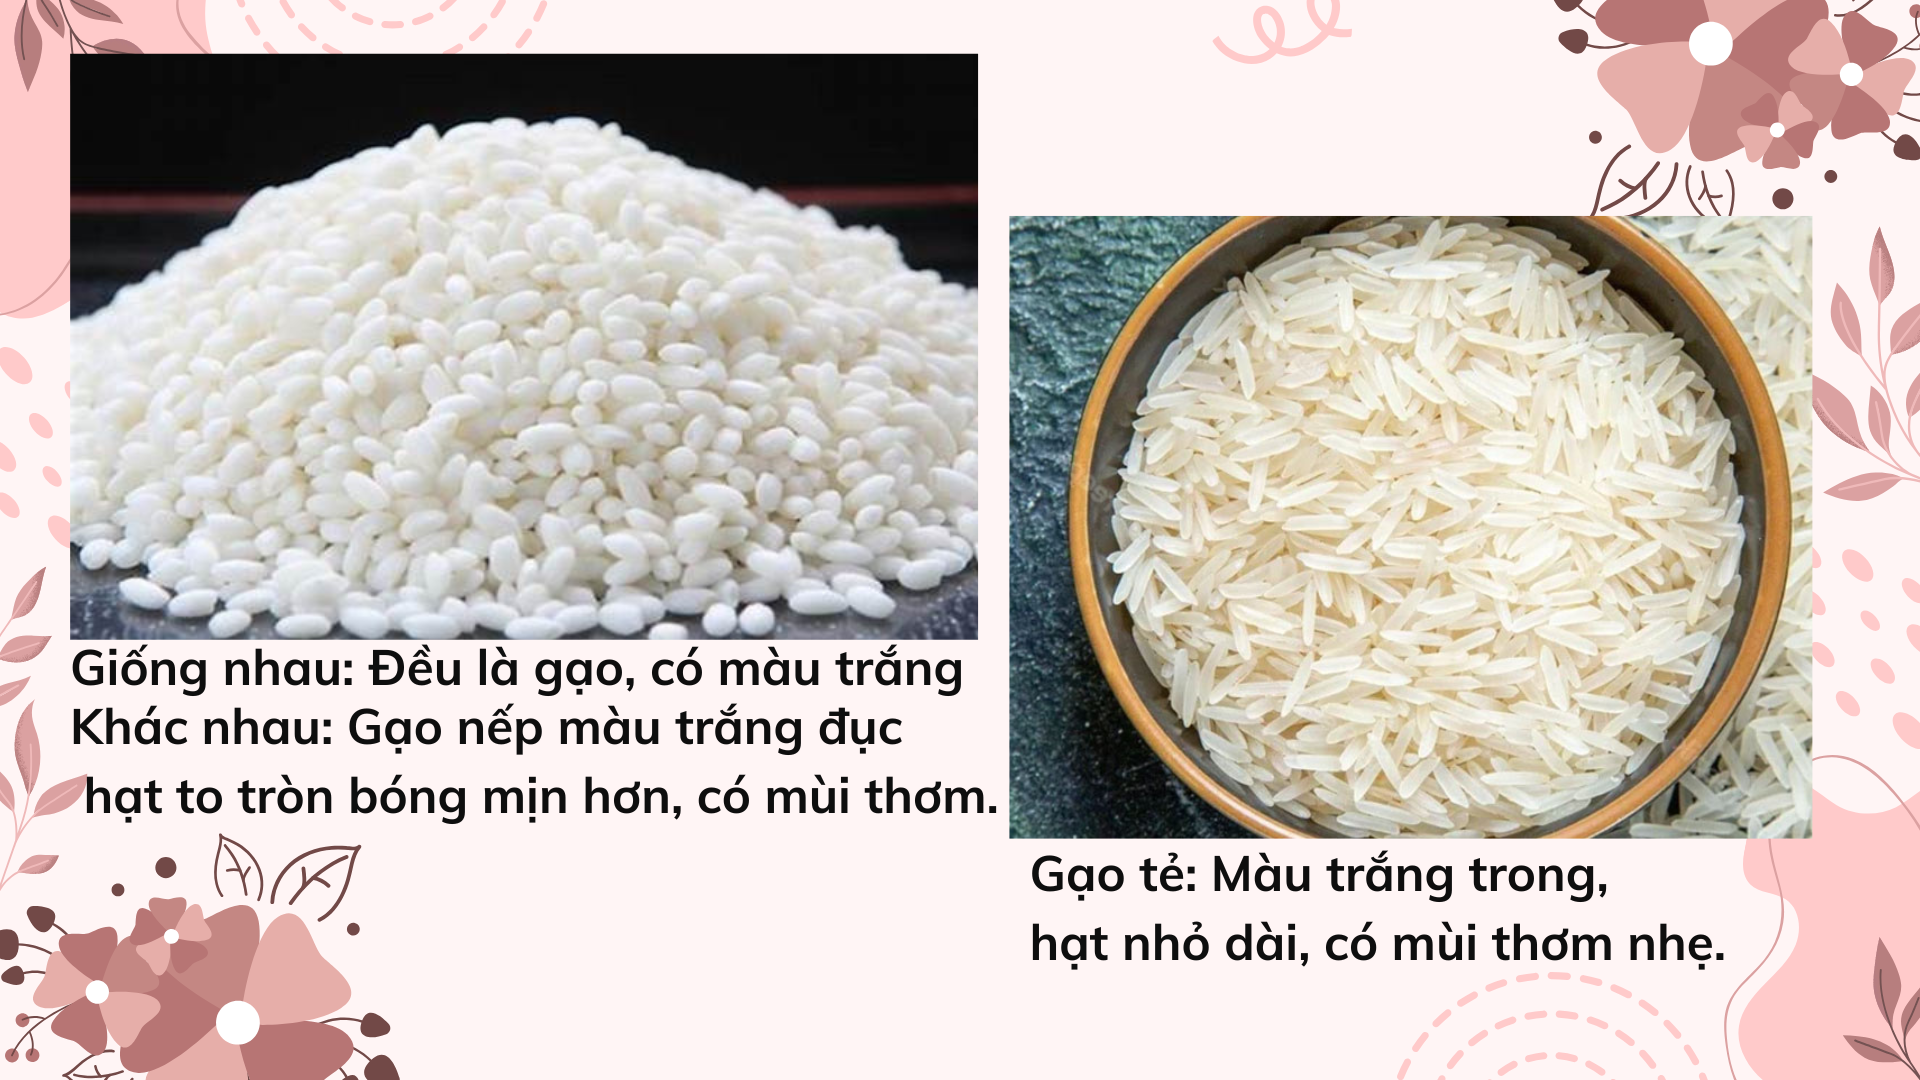 Giống nhau: Đều là gạo, có màu trắng
Khác nhau: Gạo nếp màu trắng đục
hạt to tròn bóng mịn hơn, có mùi thơm.
Gạo tẻ: Màu trắng trong,
hạt nhỏ dài, có mùi thơm nhẹ.